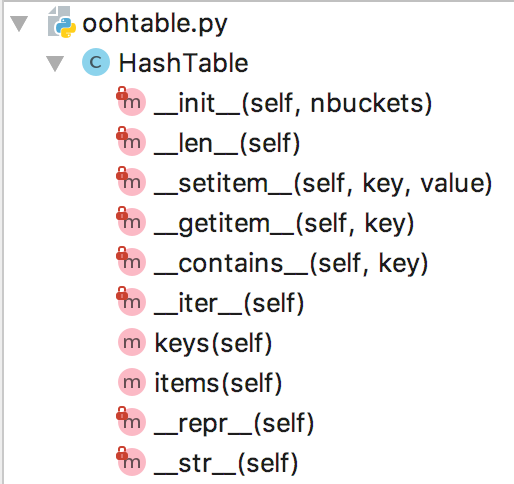 oohtable.py
C HashTable
m __init__(self, nbuckets)
m __len__(self)
m __setitem__(self, key, value)
m __getitem__(self, key)
m __contains__(self, key)
m __iter__(self)
m keys(self)
m items(self)
m __repr__(self)
m __str__(self)